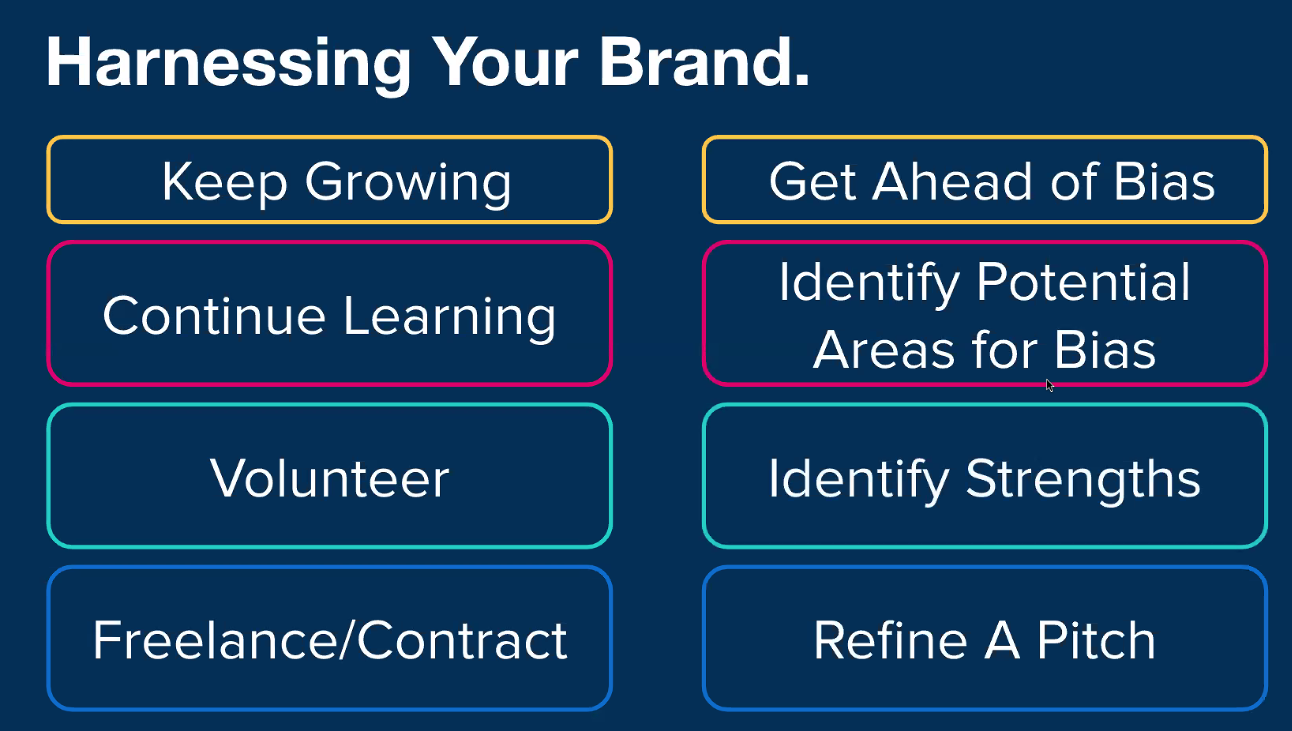 Harnessing Your Brand.
Keep Growing
Get Ahead of Bias
Continue Learning
Identify Potential
Areas for Bias
Volunteer
Identify Strengths
Freelance/Contract
Refine A Pitch